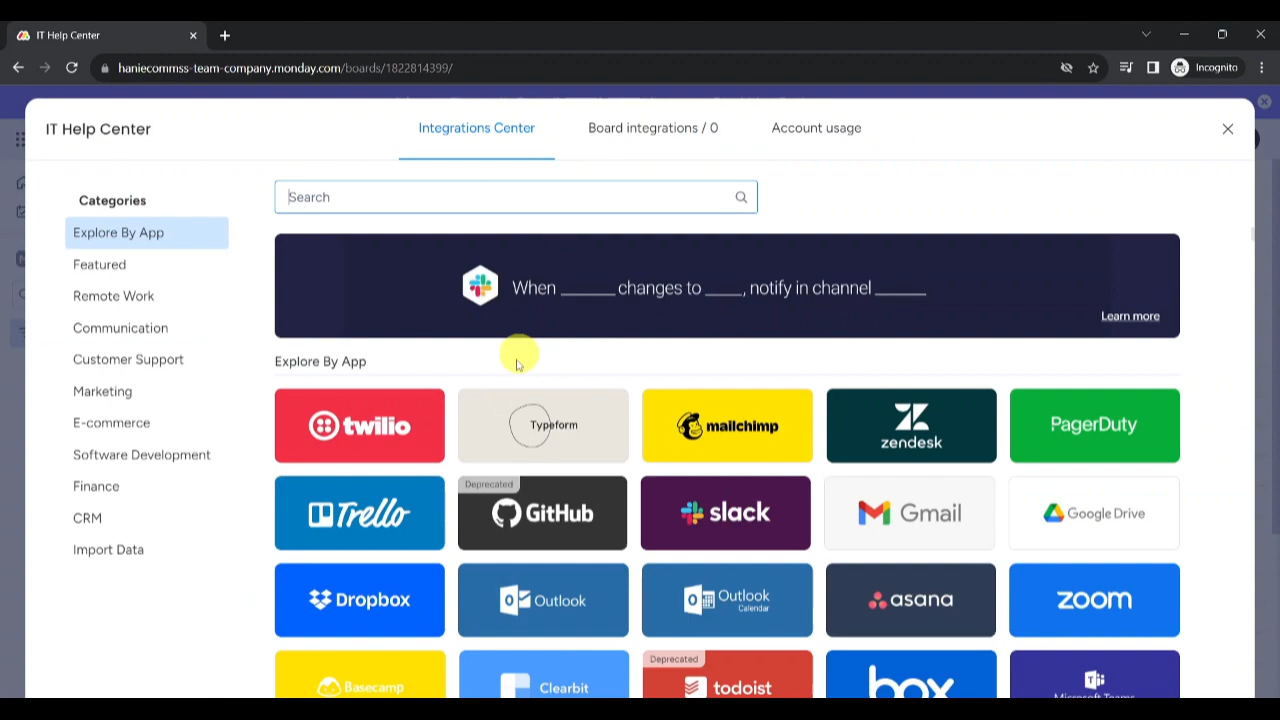 IT Help Center
haniecommss-team-company.monday.com/boards/1822814399/
Incognito
IT Help Center
Integrations Center
Board integrations / 0
Account usage
Categories
Explore By App
Featured
Remote Work
Communication
Customer Support
Marketing
E-commerce
Software Development
Finance
CRM
Import Data
Search
When ______ changes to ____, notify in channel ______
Learn more
Explore By App
twilio
Typeform
mailchimp
zendesk
PagerDuty
Trello
Deprecated
GitHub
slack
Gmail
Google Drive
Dropbox
Outlook
Outlook
Calendar
asana
zoom
Basecamp
Clearbit
Deprecated
todoist
box
Microsoft Teams